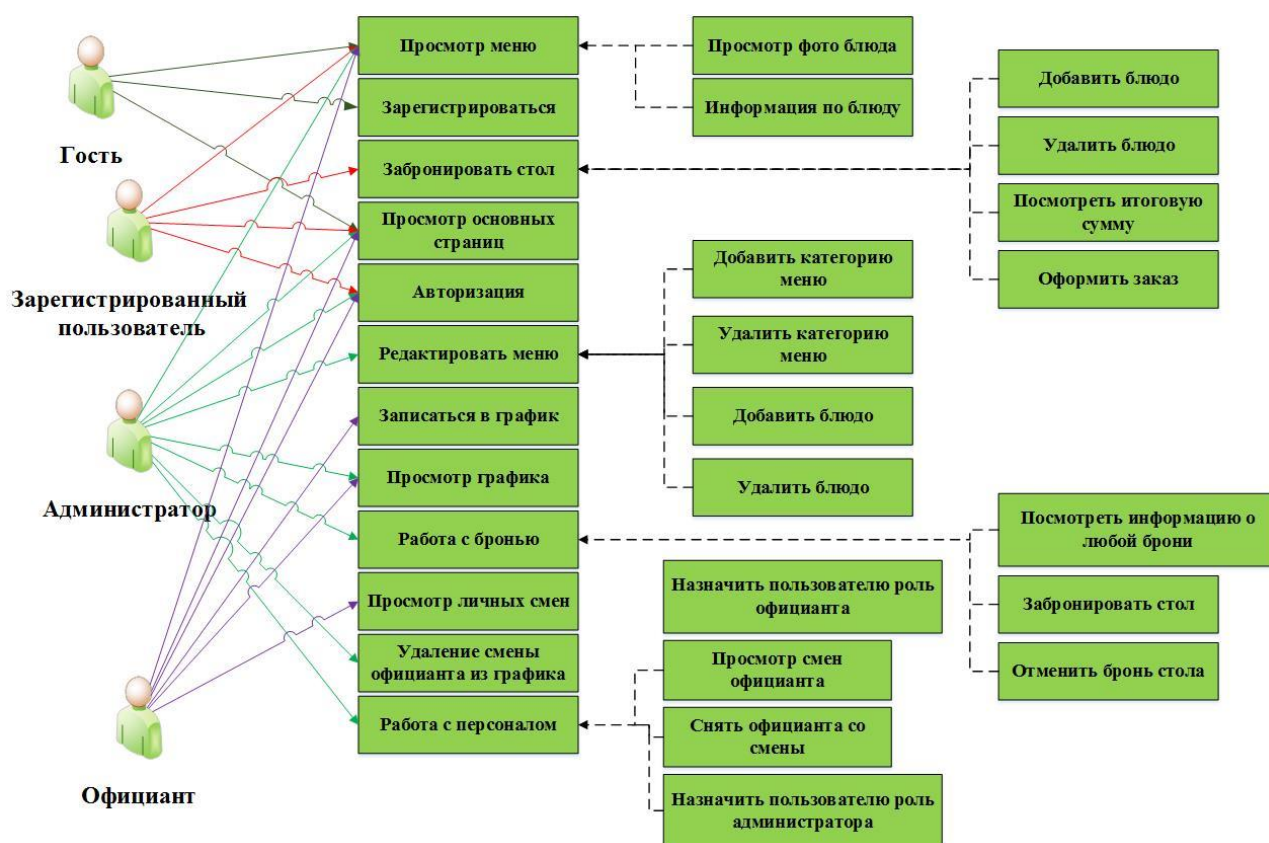 Гость
Зарегистрированный
пользователь
Администратор
Официант
Просмотр меню
Зарегистрироваться
Забронировать стол
Просмотр основных
страниц
Авторизация
Редактировать меню
Записаться в график
Просмотр графика
Работа с бронью
Просмотр личных смен
Удаление смены
официанта из графика
Работа с персоналом
Просмотр фото блюда
Информация по блюду
Добавить категорию
меню
Удалить категорию
меню
Добавить блюдо
Удалить блюдо
Назначить пользователю роль
официанта
Просмотр смен
официанта
Снять официанта со
смены
Назначить пользователю роль
администратора
Добавить блюдо
Удалить блюдо
Посмотреть итоговую
сумму
Оформить заказ
Посмотреть информацию о
любой брони
Забронировать стол
Отменить бронь стола